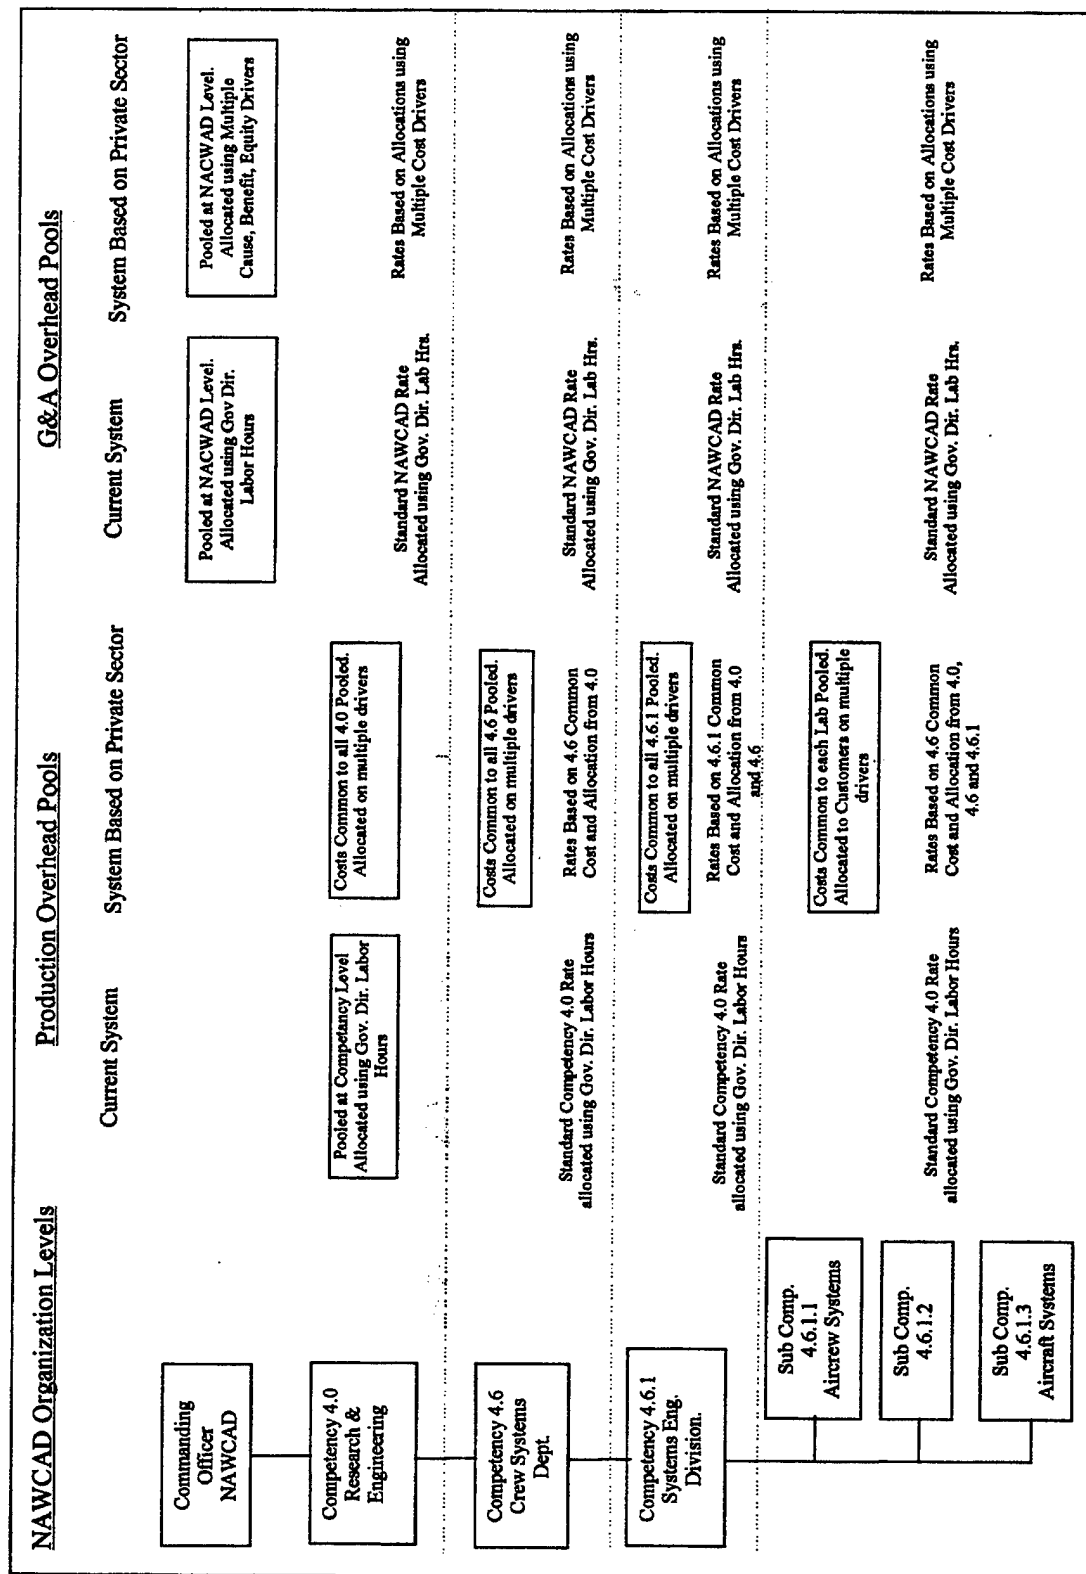 NAWCAD Organization Levels
Production Overhead Pools
G&A Overhead Pools
Current System
System Based on Private Sector
Current System
System Based on Private Sector
Commanding
Officer
NAWCAD
Pooled at NACWAD Level.
Allocated using Gov Dir.
Labor Hours
Pooled at NACWAD Level.
Allocated using Multiple
Cause, Benefit, Equity Drivers
Competency 4.0
Research &
Engineering
Pooled at Competancy Level
Allocated using Gov. Dir. Labor
Hours
Costs Common to all 4.0 Pooled.
Allocated on multiple drivers
Standard NAWCAD Rate
Allocated using Gov. Dir. Lab Hrs.
Rates Based on Allocations using
Multiple Cost Drivers
Competency 4.6
Crew Systems
Dept.
Standard Competency 4.0 Rate
allocated using Gov. Dir. Labor Hours
Costs Common to all 4.6 Pooled.
Allocated on multiple drivers
Rates Based on 4.6 Common
Cost and Allocation from 4.0
Standard NAWCAD Rate
Allocated using Gov. Dir. Lab Hrs.
Rates Based on Allocations using
Multiple Cost Drivers
Competency 4.6.1
Systems Eng.
Division.
Standard Competency 4.0 Rate
allocated using Gov. Dir. Labor Hours
Costs Common to all 4.6.1 Pooled.
Allocated on multiple drivers
Rates Based on 4.6.1 Common
Cost and Allocation from 4.0
and 4.6
Standard NAWCAD Rate
Allocated using Gov. Dir. Lab Hrs.
Rates Based on Allocations using
Multiple Cost Drivers
Sub Comp.
4.6.1.1
Aircrew Systems
Sub Comp.
4.6.1.2
Sub Comp.
4.6.1.3
Aircraft Systems
Standard Competency 4.0 Rate
allocated using Gov. Dir. Labor Hours
Costs Common to each Lab Pooled.
Allocated to Customers on multiple
drivers
Rates Based on 4.6 Common
Cost and Allocation from 4.0,
4.6 and 4.6.1
Standard NAWCAD Rate
Allocated using Gov. Dir. Lab Hrs.
Rates Based on Allocations using
Multiple Cost Drivers